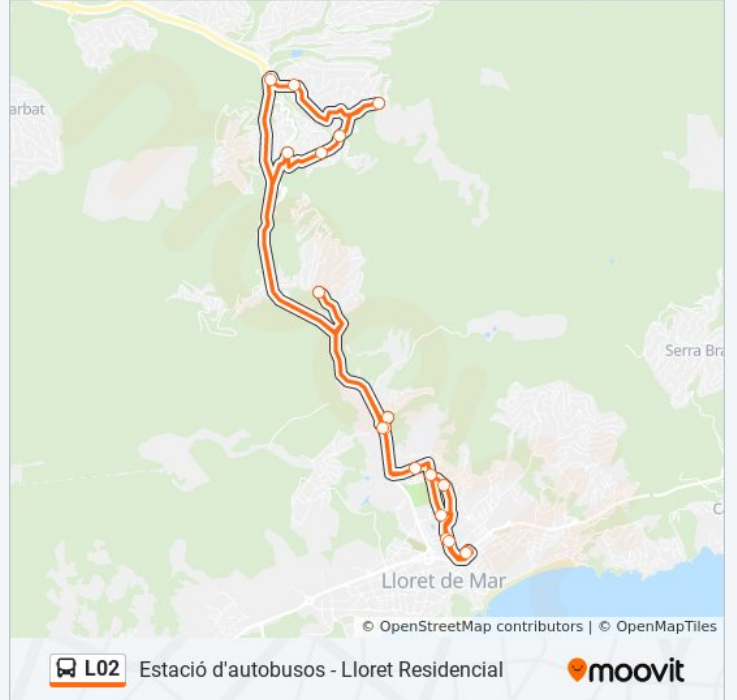 arbat
Serra Bra
C
Lloret de Mar
© OpenStreetMap contributors | © OpenMapTiles
L02 Estació d'autobusos - Lloret Residencial moovit